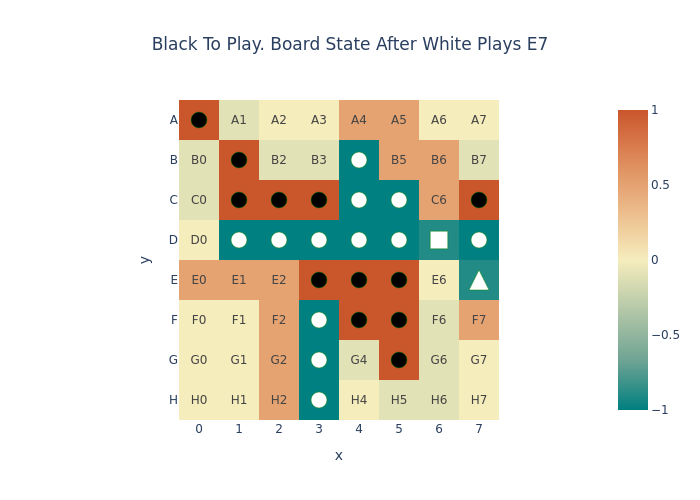 Black To Play. Board State After White Plays E7
A A1 A2 A3 A4 A5 A6 A7
B B0 B2 B3 B5 B6 B7
C C0 C6
D D0
E E0 E1 E2 E6
F F0 F1 F2 F6 F7
G G0 G1 G2 G4 G6 G7
H H0 H1 H2 H4 H5 H6 H7
0 1 2 3 4 5 6 7
x
y
1
0.5
0
−0.5
−1